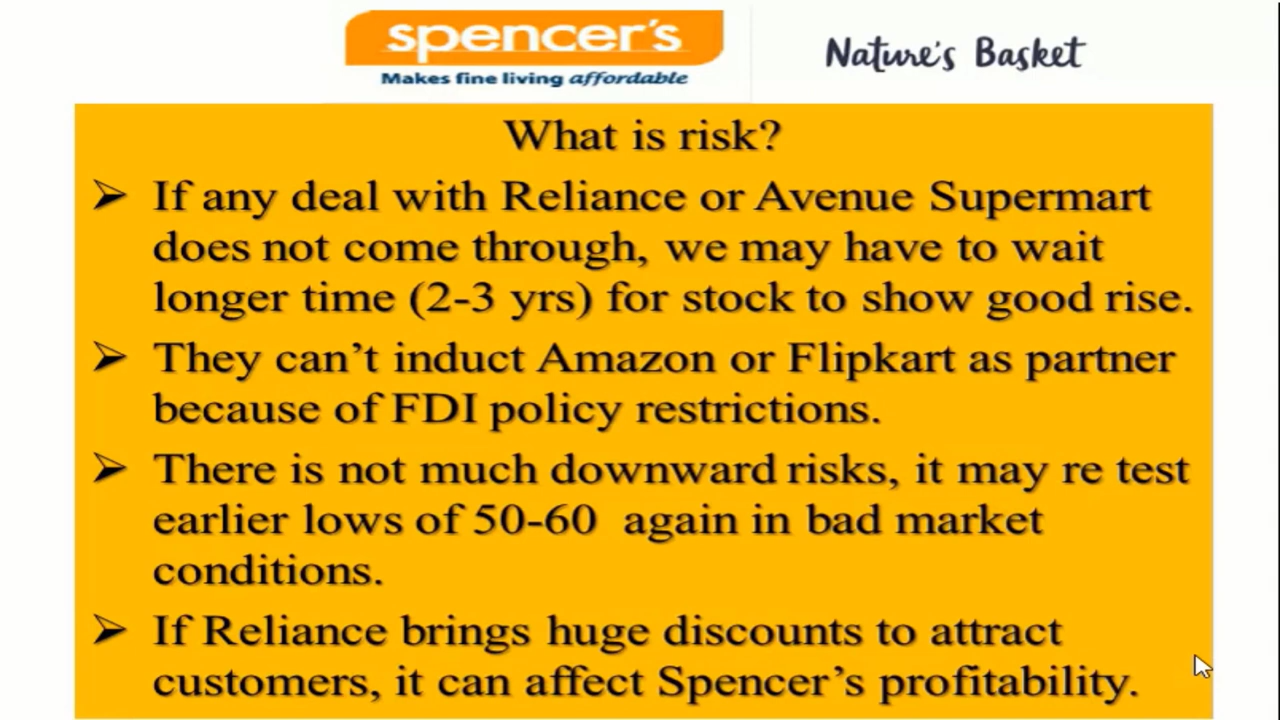 spencer's
Makes fine living affordable
Nature's Basket
What is risk?
➢ If any deal with Reliance or Avenue Supermart
does not come through, we may have to wait
longer time (2-3 yrs) for stock to show good rise.
➢ They can't induct Amazon or Flipkart as partner
because of FDI policy restrictions.
➢ There is not much downward risks, it may re test
earlier lows of 50-60 again in bad market
conditions.
➢ If Reliance brings huge discounts to attract
customers, it can affect Spencer's profitability.